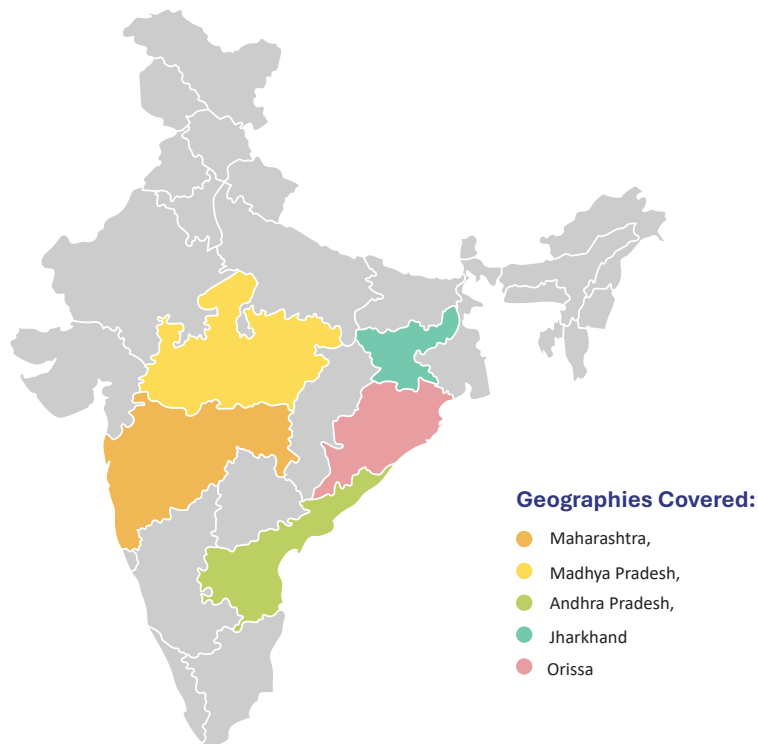 Geographies Covered:
Maharashtra,
Madhya Pradesh,
Andhra Pradesh,
Jharkhand
Orissa